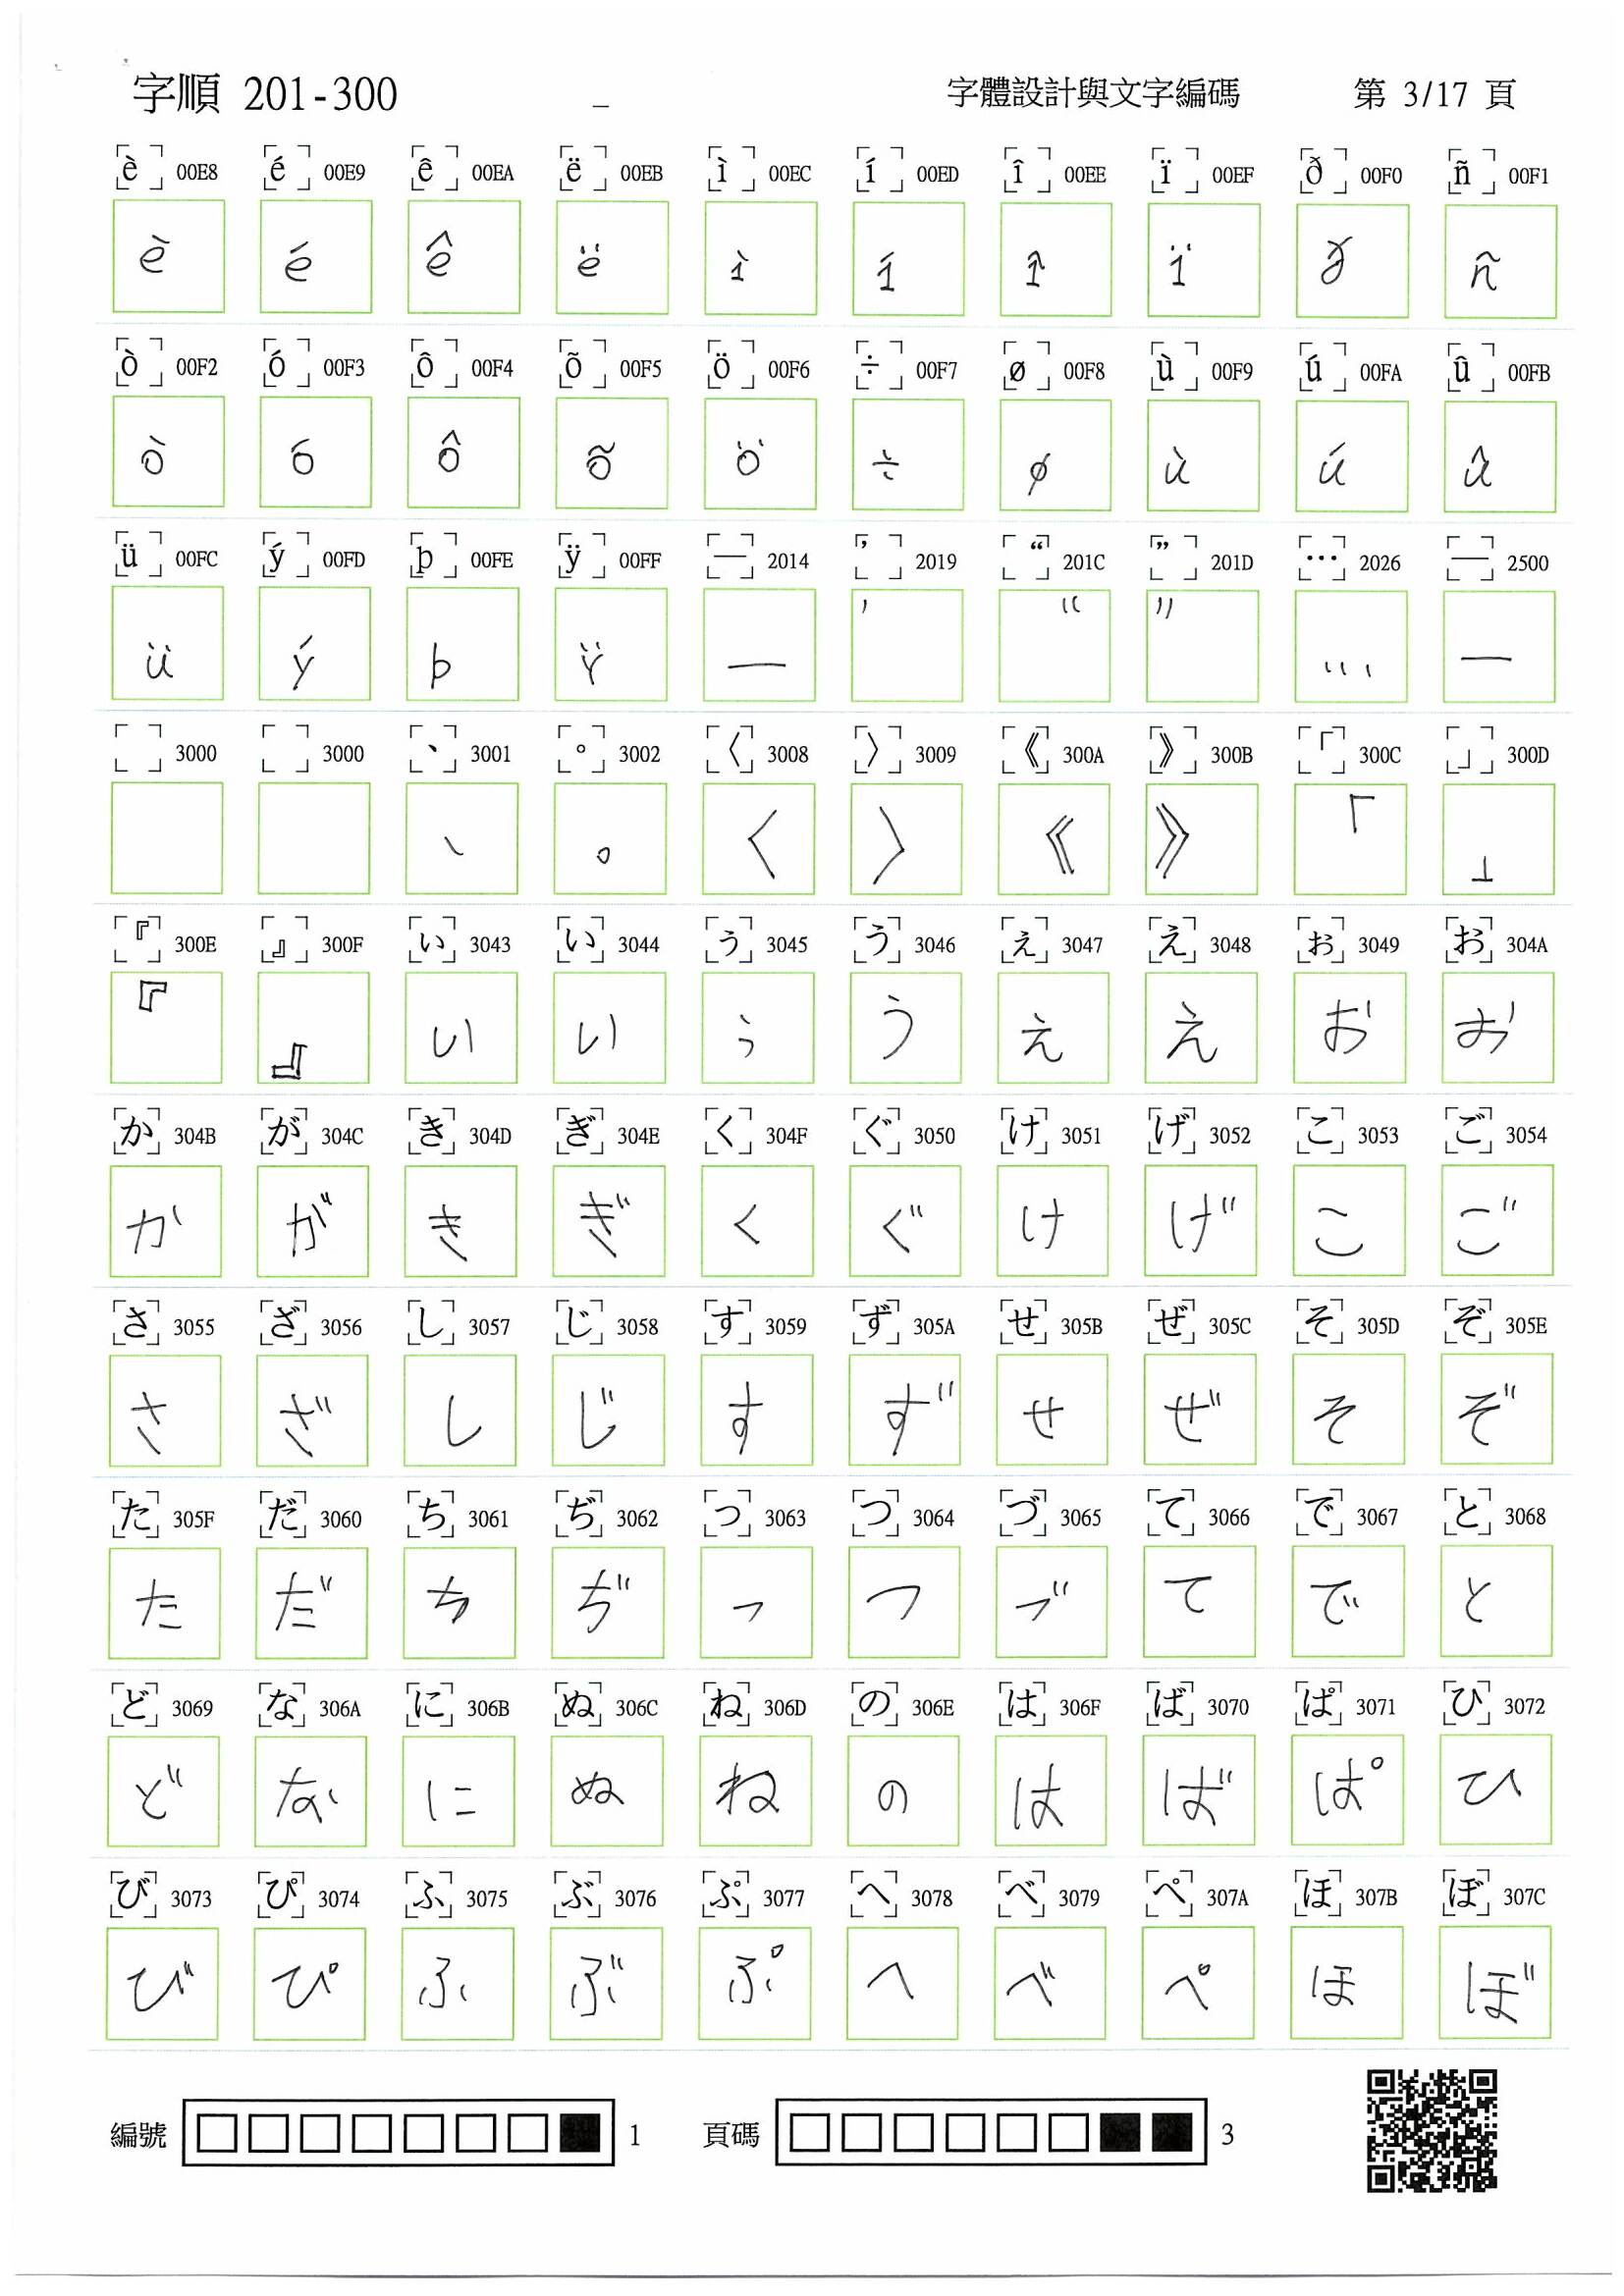 字順 201-300 _ 字體設計與文字編碼 第 3/17 頁
è 00E8 é 00E9 ê 00EA ë 00EB ì 00EC í 00ED î 00EE ï 00EF ð 00F0 ñ 00F1
è é ê ë ì í î ï ð ñ
ò 00F2 ó 00F3 ô 00F4 õ 00F5 ö 00F6 ÷ 00F7 ø 00F8 ù 00F9 ú 00FA û 00FB
ò ó ô õ ö ÷ ø ù ú û
ü 00FC ý 00FD þ 00FE ÿ 00FF — 2014 ’ 2019 “ 201C ” 201D … 2026 ─ 2500
ü ý þ ÿ — ’ “ ” … ─
3000 3000 、 3001 。 3002 〈 3008 〉 3009 《 300A 》 300B 「 300C 」 300D
、 。 〈 〉 《 》 「 」
『 300E 』 300F ぃ 3043 い 3044 ぅ 3045 う 3046 ぇ 3047 え 3048 ぉ 3049 お 304A
『 』 ぃ い ぅ う ぇ え ぉ お
か 304B が 304C き 304D ぎ 304E く 304F ぐ 3050 け 3051 げ 3052 こ 3053 ご 3054
か が き ぎ く ぐ け げ こ ご
さ 3055 ざ 3056 し 3057 じ 3058 す 3059 ず 305A せ 305B ぜ 305C そ 305D ぞ 305E
さ ざ し じ す ず せ ぜ そ ぞ
た 305F だ 3060 ち 3061 ぢ 3062 っ 3063 つ 3064 づ 3065 て 3066 で 3067 と 3068
た だ ち ぢ っ つ づ て で と
ど 3069 な 306A に 306B ぬ 306C ね 306D の 306E は 306F ば 3070 ぱ 3071 ひ 3072
ど な に ぬ ね の は ば ぱ ひ
び 3073 ぴ 3074 ふ 3075 ぶ 3076 ぷ 3077 へ 3078 べ 3079 ぺ 307A ほ 307B ぼ 307C
び ぴ ふ ぶ ぷ へ べ ぺ ほ ぼ
編號 1 頁碼 3